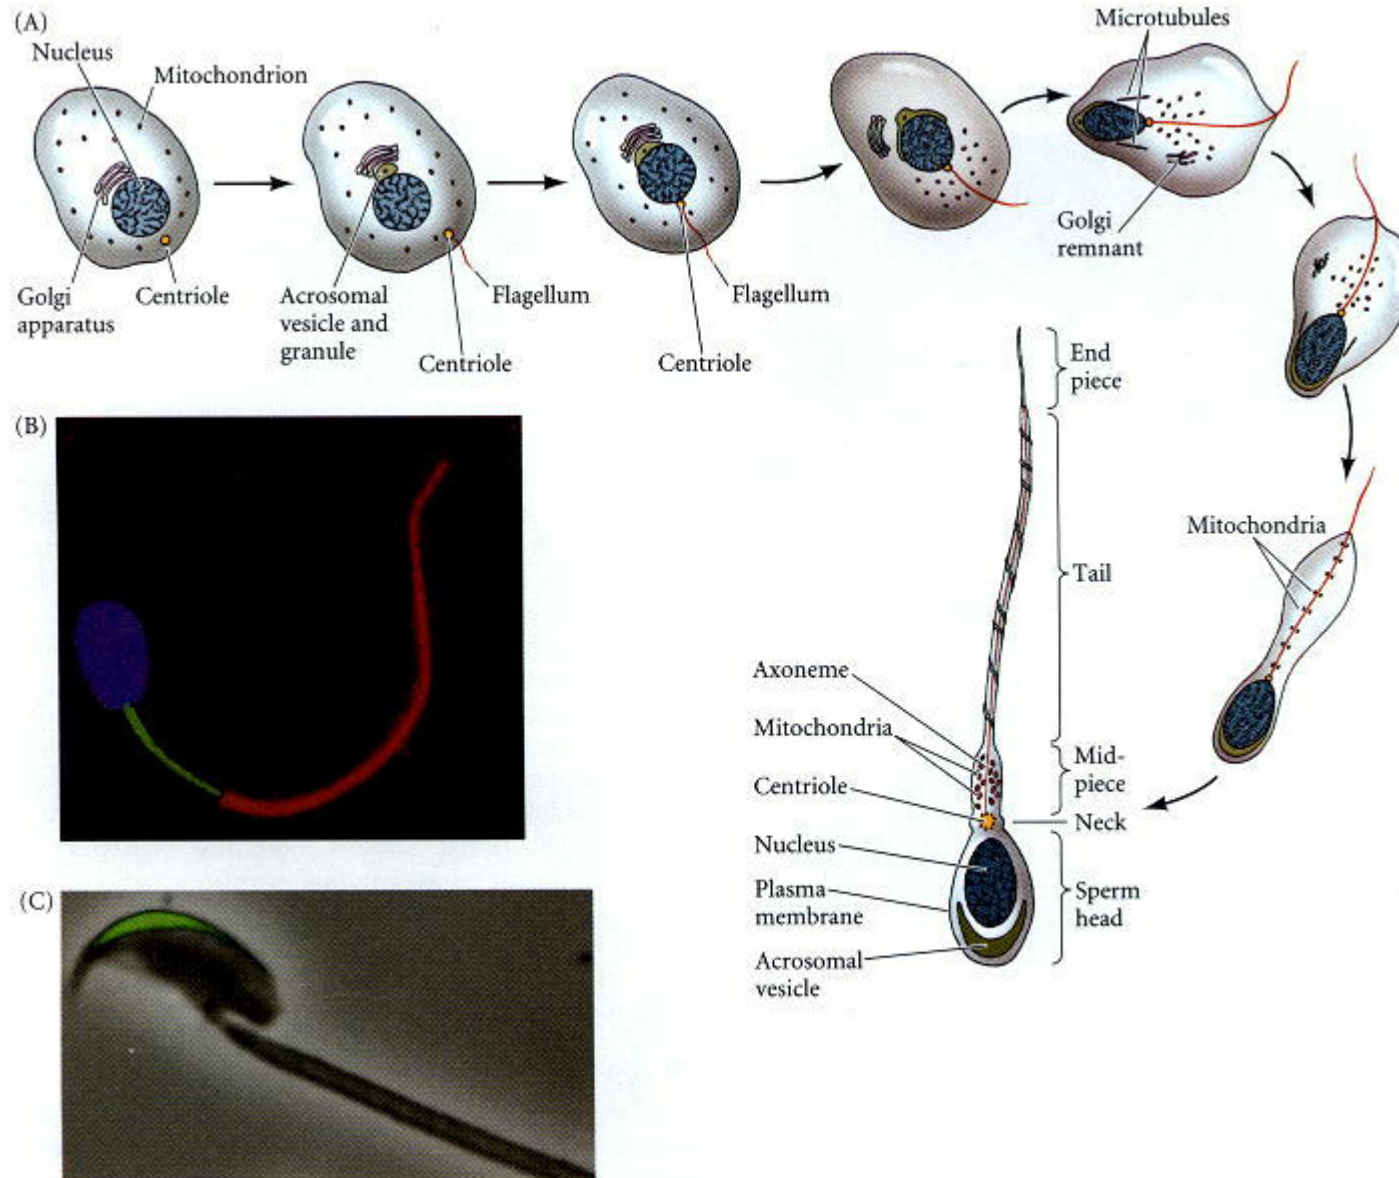 (A)
Nucleus
Mitochondrion
Golgi
apparatus
Centriole
Acrosomal
vesicle and
granule
Flagellum
Centriole
Flagellum
Centriole
Microtubules
Golgi
remnant
Mitochondria
End
piece
Tail
Mid-
piece
Neck
Sperm
head
Axoneme
Mitochondria
Centriole
Nucleus
Plasma
membrane
Acrosomal
vesicle
(B)
(C)